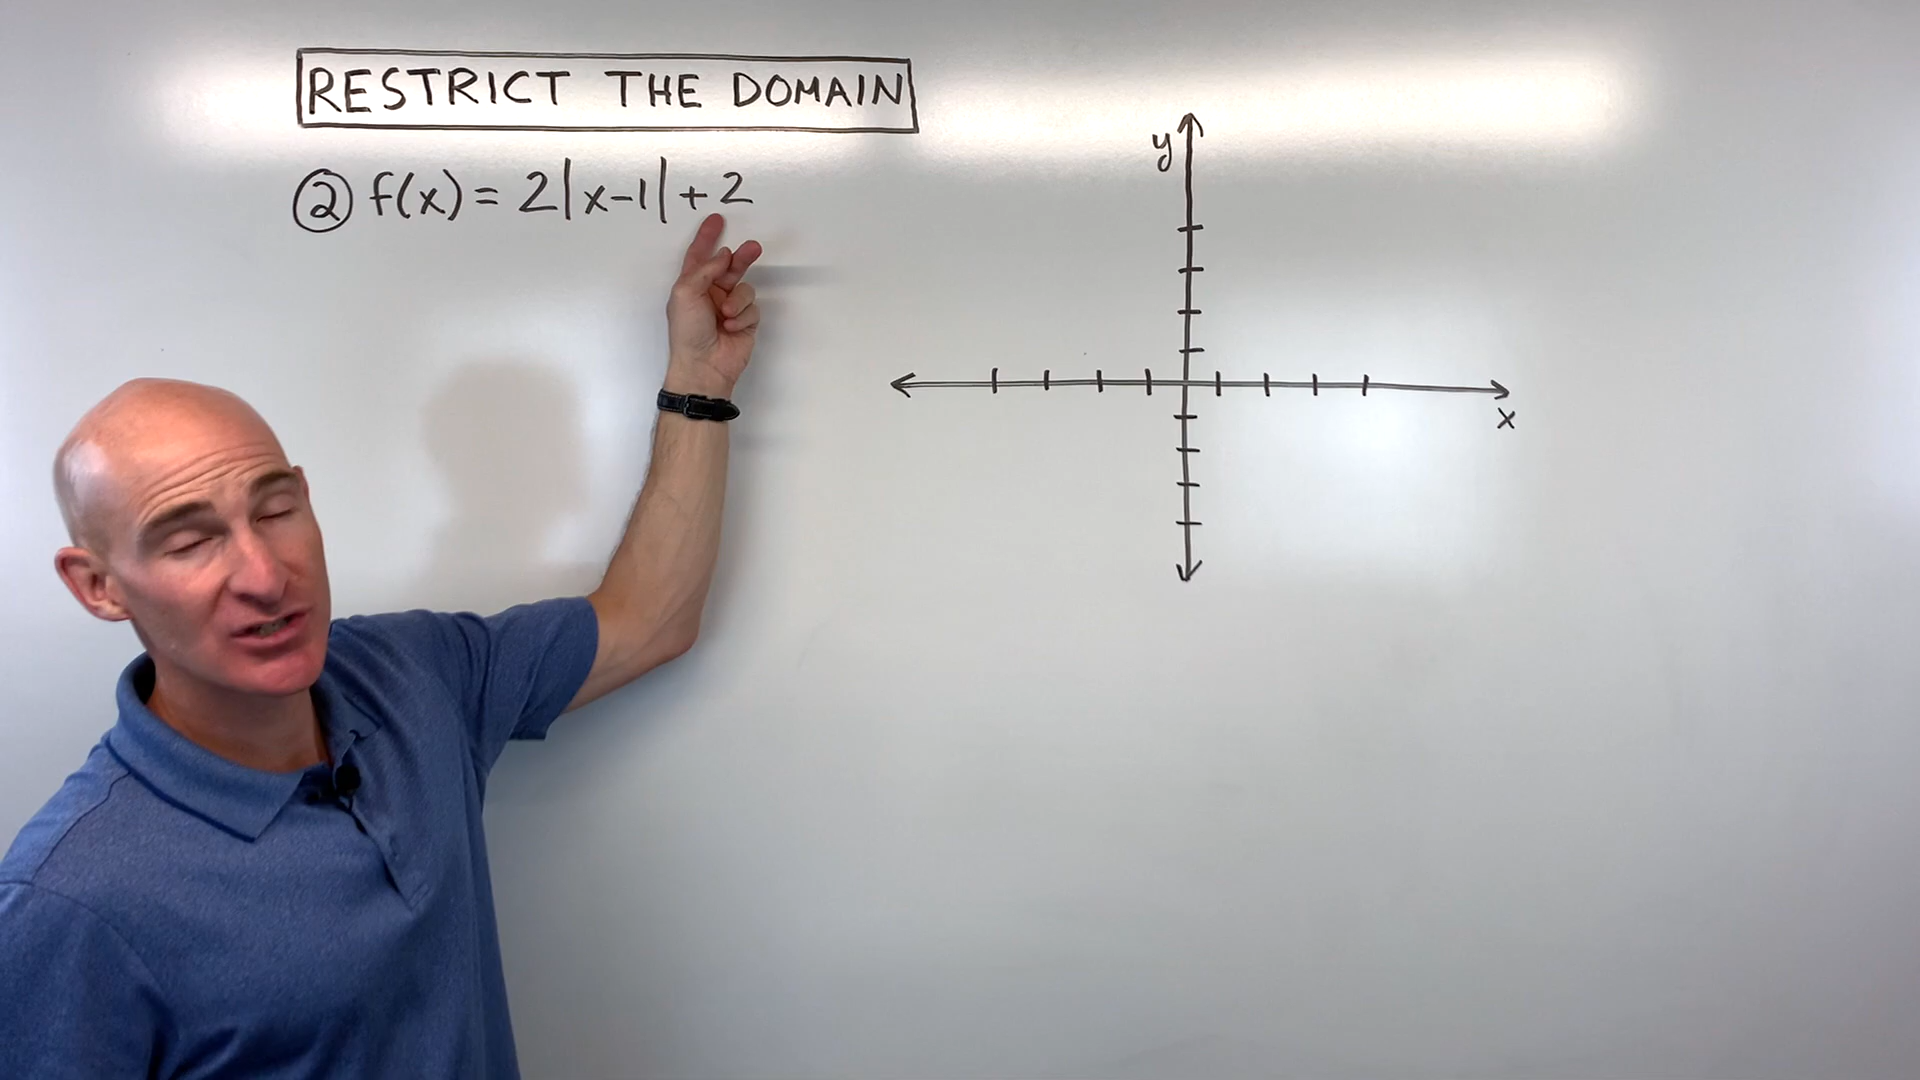 RESTRICT THE DOMAIN
② f(x) = 2|x-1| + 2
y
x